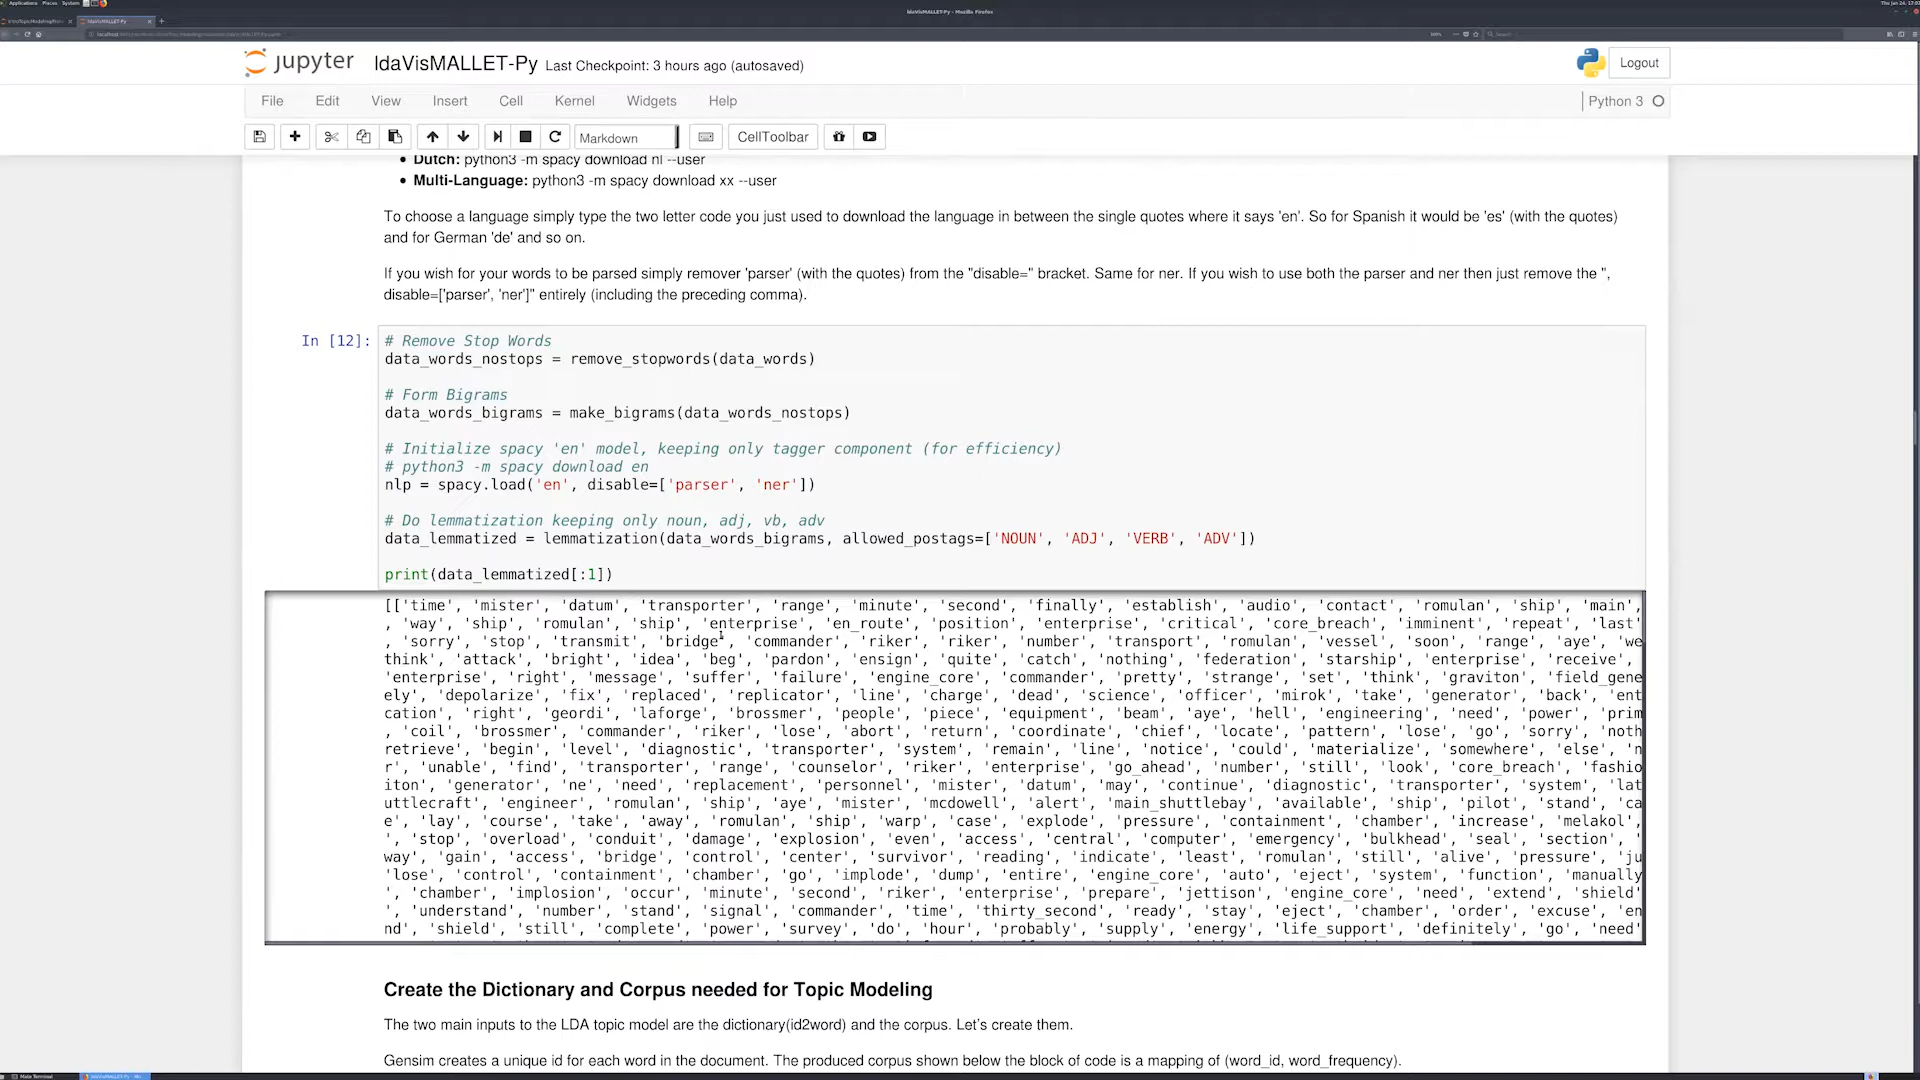 Applications Places System
Thu Jan 24, 17:0
ldaVisMALLET-Py - Mozilla Firefox
ldaVisMALLET-Py
Search
jupyter ldaVisMALLET-Py Last Checkpoint: 3 hours ago (autosaved)
Logout
File Edit View Insert Cell Kernel Widgets Help
Python 3
Markdown
CellToolbar
• Dutch: python3 -m spacy download nl --user
• Multi-Language: python3 -m spacy download xx --user
To choose a language simply type the two letter code you just used to download the language in between the single quotes where it says 'en'. So for Spanish it would be 'es' (with the quotes)
and for German 'de' and so on.
If you wish for your words to be parsed simply remover 'parser' (with the quotes) from the "disable=" bracket. Same for ner. If you wish to use both the parser and ner then just remove the ",
disable=['parser', 'ner']" entirely (including the preceding comma).
In [12]:
# Remove Stop Words
data_words_nostops = remove_stopwords(data_words)
# Form Bigrams
data_words_bigrams = make_bigrams(data_words_nostops)
# Initialize spacy 'en' model, keeping only tagger component (for efficiency)
# python3 -m spacy download en
nlp = spacy.load('en', disable=['parser', 'ner'])
# Do lemmatization keeping only noun, adj, vb, adv
data_lemmatized = lemmatization(data_words_bigrams, allowed_postags=['NOUN', 'ADJ', 'VERB', 'ADV'])
print(data_lemmatized[:1])
[['time', 'mister', 'datum', 'transporter', 'range', 'minute', 'second', 'finally', 'establish', 'audio', 'contact', 'romulan', 'ship', 'main',
, 'way', 'ship', 'romulan', 'ship', 'enterprise', 'en_route', 'position', 'enterprise', 'critical', 'core_breach', 'imminent', 'repeat', 'last'
, 'sorry', 'stop', 'transmit', 'bridge', 'commander', 'riker', 'riker', 'number', 'transport', 'romulan', 'vessel', 'soon', 'range', 'aye', 'we
think', 'attack', 'bright', 'idea', 'beg', 'pardon', 'ensign', 'quite', 'catch', 'nothing', 'federation', 'starship', 'enterprise', 'receive',
'enterprise', 'right', 'message', 'suffer', 'failure', 'engine_core', 'commander', 'pretty', 'strange', 'set', 'think', 'graviton', 'field_gene
ely', 'depolarize', 'fix', 'replaced', 'replicator', 'line', 'charge', 'dead', 'science', 'officer', 'mirok', 'take', 'generator', 'back', 'ent
cation', 'right', 'geordi', 'laforge', 'brossmer', 'people', 'piece', 'equipment', 'beam', 'aye', 'hell', 'engineering', 'need', 'power', 'prim
, 'coil', 'brossmer', 'commander', 'riker', 'lose', 'abort', 'return', 'coordinate', 'chief', 'locate', 'pattern', 'lose', 'go', 'sorry', 'noth
retrieve', 'begin', 'level', 'diagnostic', 'transporter', 'system', 'remain', 'line', 'notice', 'could', 'materialize', 'somewhere', 'else', 'n
r', 'unable', 'find', 'transporter', 'range', 'counselor', 'riker', 'enterprise', 'go_ahead', 'number', 'still', 'look', 'core_breach', 'fashio
iton', 'generator', 'ne', 'need', 'replacement', 'personnel', 'mister', 'datum', 'may', 'continue', 'diagnostic', 'transporter', 'system', 'lat
uttlecraft', 'engineer', 'romulan', 'ship', 'aye', 'mister', 'mcdowell', 'alert', 'main_shuttlebay', 'available', 'ship', 'pilot', 'stand', 'ca
e', 'lay', 'course', 'take', 'away', 'romulan', 'ship', 'warp', 'case', 'explode', 'pressure', 'containment', 'chamber', 'increase', 'melakol',
, 'stop', 'overload', 'conduit', 'damage', 'explosion', 'even', 'access', 'central', 'computer', 'emergency', 'bulkhead', 'seal', 'section',
way', 'gain', 'access', 'bridge', 'control', 'center', 'survivor', 'reading', 'indicate', 'least', 'romulan', 'still', 'alive', 'pressure', 'ju
'lose', 'control', 'containment', 'chamber', 'go', 'implode', 'dump', 'entire', 'engine_core', 'auto', 'eject', 'system', 'function', 'manually
, 'chamber', 'implosion', 'occur', 'minute', 'second', 'riker', 'enterprise', 'prepare', 'jettison', 'engine_core', 'need', 'extend', 'shield'
', 'understand', 'number', 'stand', 'signal', 'commander', 'time', 'thirty_second', 'ready', 'stay', 'eject', 'chamber', 'order', 'excuse', 'en
nd', 'shield', 'still', 'complete', 'power', 'survey', 'do', 'hour', 'probably', 'supply', 'energy', 'life_support', 'definitely', 'go', 'need'
Create the Dictionary and Corpus needed for Topic Modeling
The two main inputs to the LDA topic model are the dictionary(id2word) and the corpus. Let's create them.
Gensim creates a unique id for each word in the document. The produced corpus shown below the block of code is a mapping of (word_id, word_frequency).
Mate Terminal